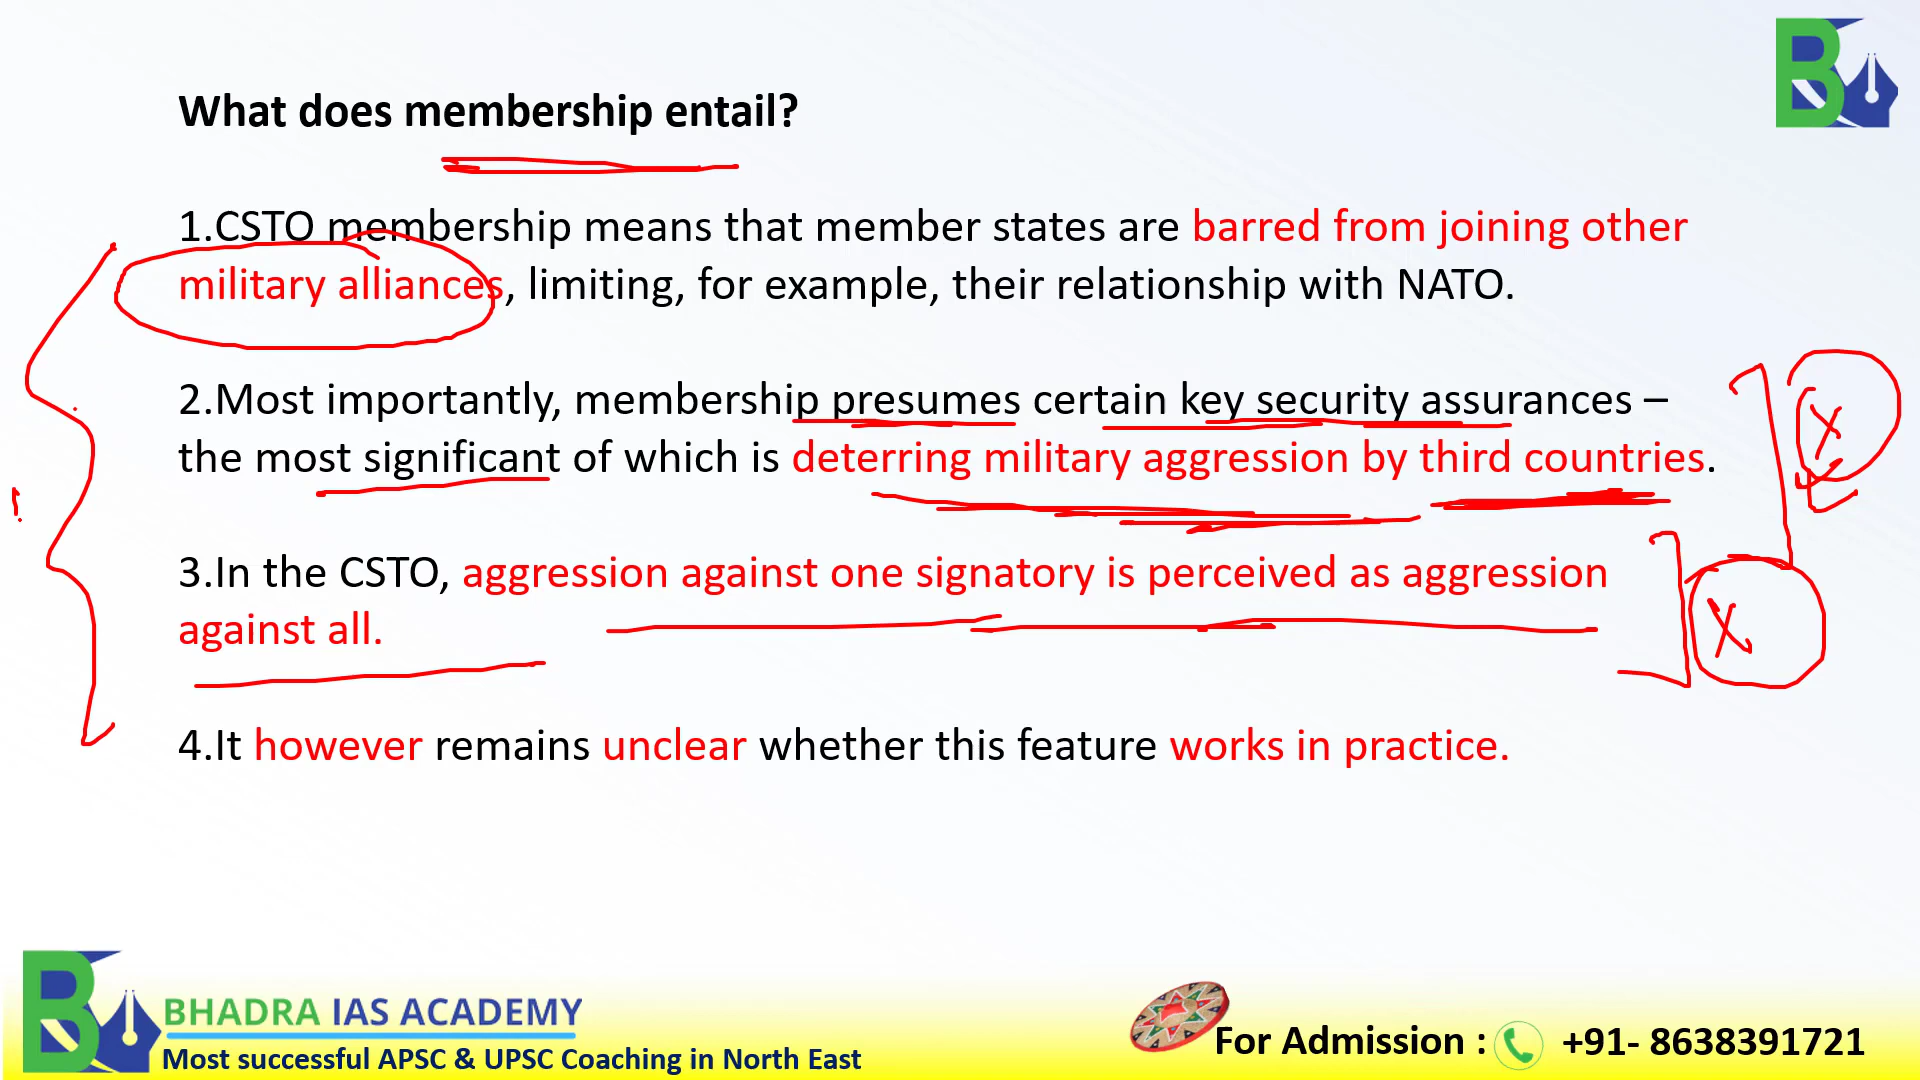 What does membership entail?
1.CSTO membership means that member states are barred from joining other
military alliances, limiting, for example, their relationship with NATO.
2.Most importantly, membership presumes certain key security assurances –
the most significant of which is deterring military aggression by third countries.
3.In the CSTO, aggression against one signatory is perceived as aggression
against all.
4.It however remains unclear whether this feature works in practice.
BHADRA IAS ACADEMY
Most successful APSC & UPSC Coaching in North East
For Admission : +91- 8638391721